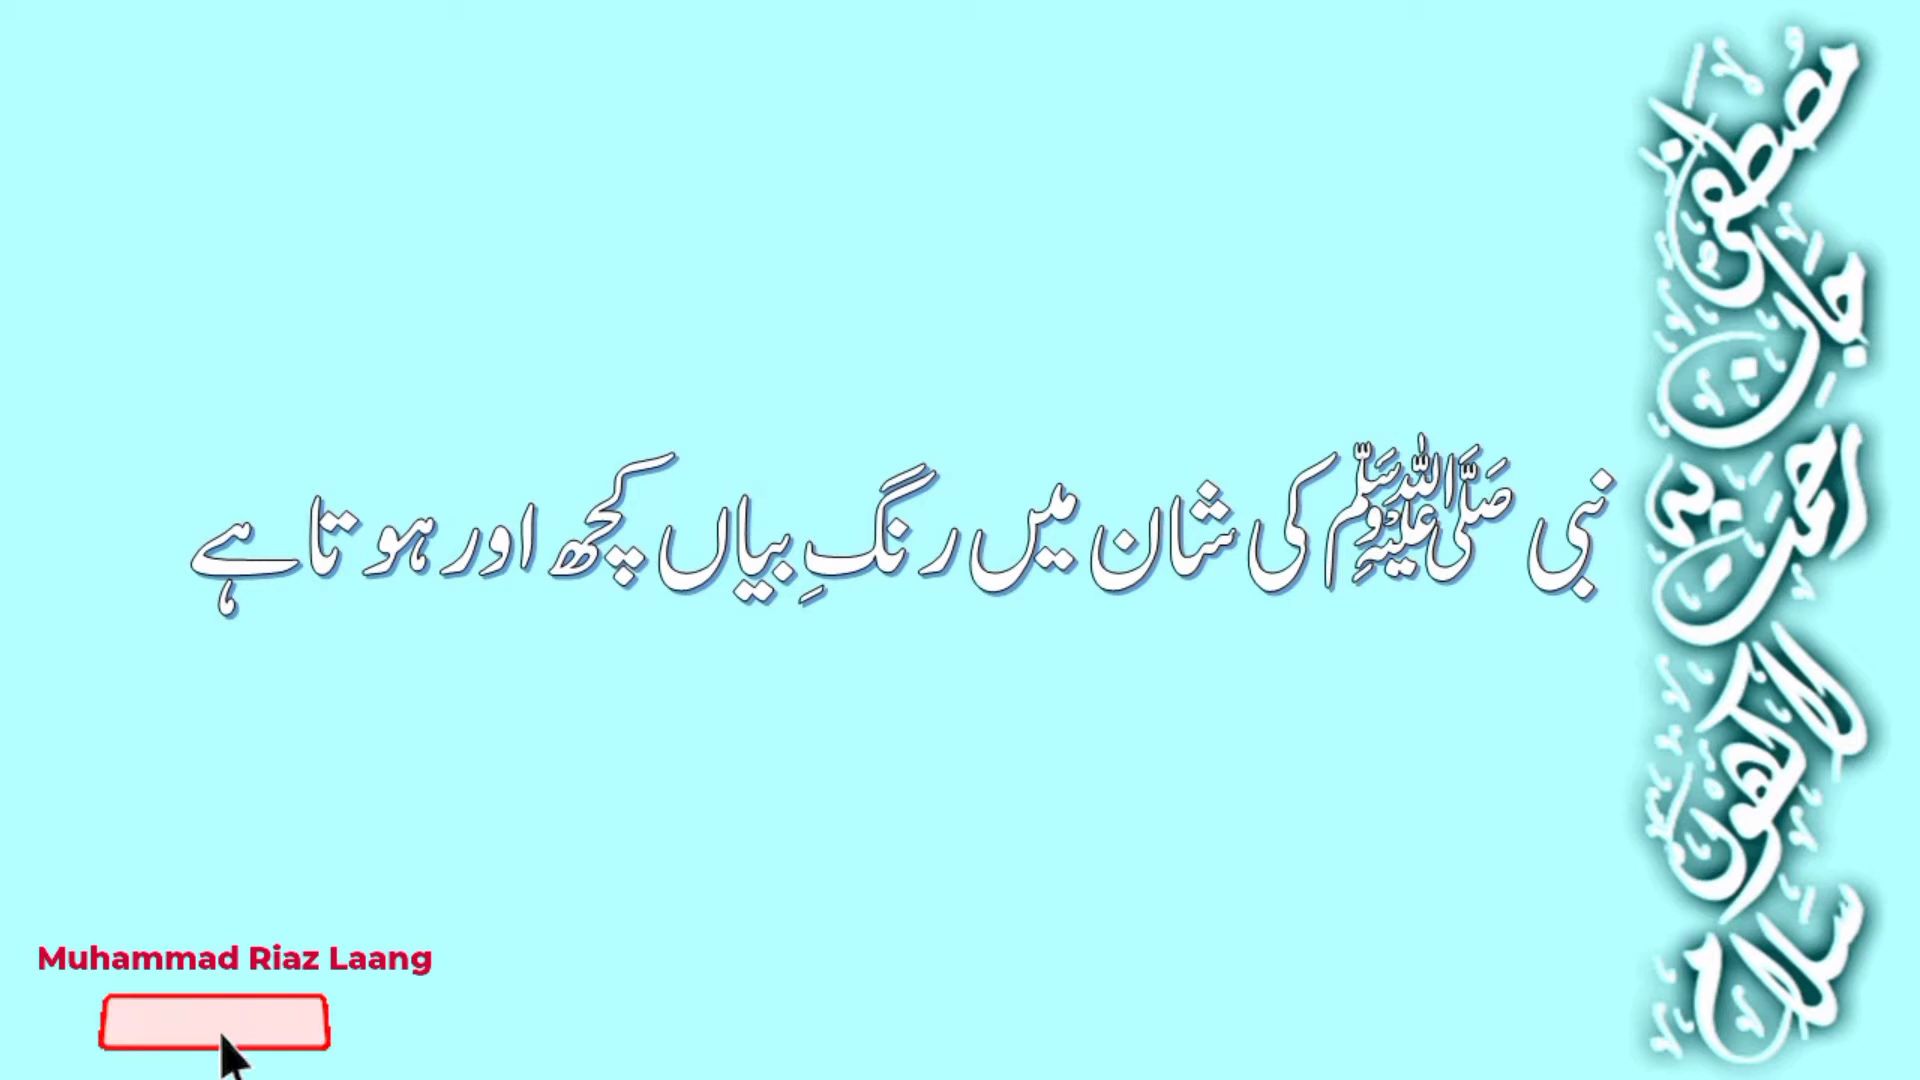 نبی ﷺ کی شان میں رنگِ بیاں کچھ اور ہوتا ہے
مصطفیٰ جان رحمت پہ لاکھوں سلام
Muhammad Riaz Laang